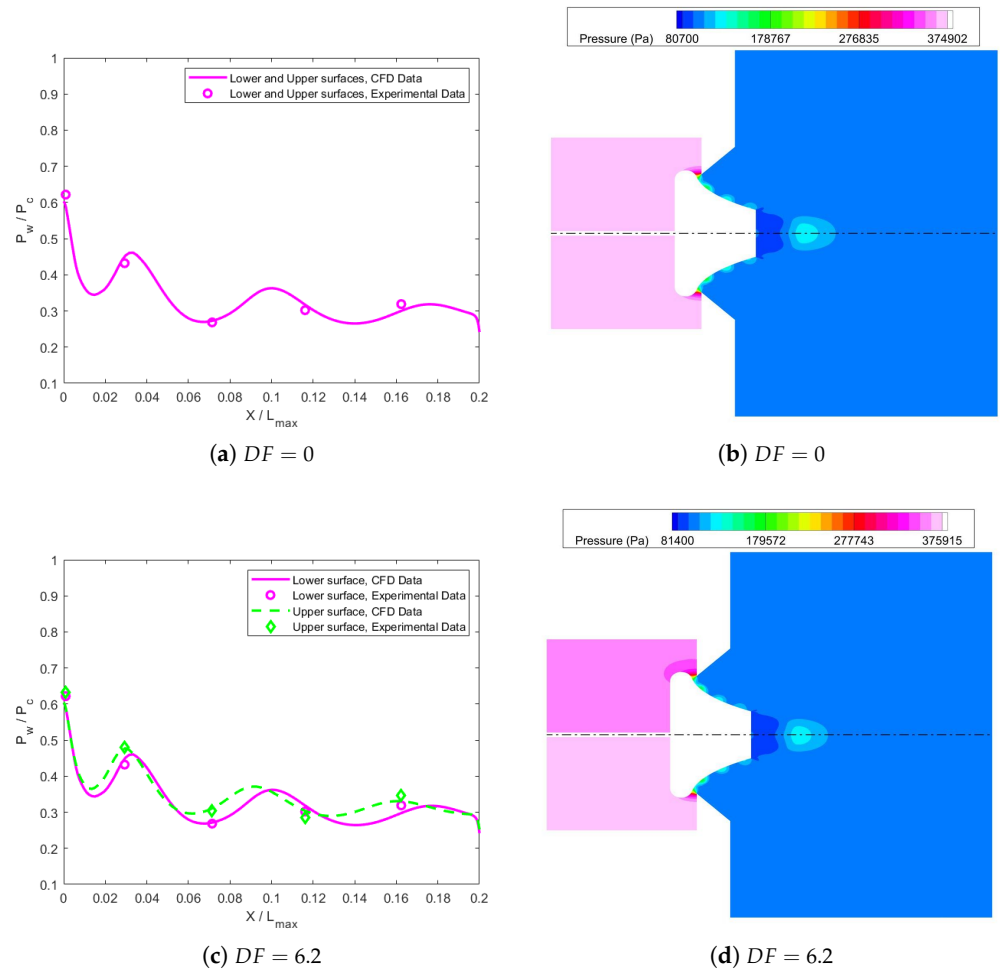 Lower and Upper surfaces, CFD Data
Lower and Upper surfaces, Experimental Data
1
0.9
0.8
0.7
0.6
0.5
0.4
0.3
0.2
0.1
P_w / P_c
0 0.02 0.04 0.06 0.08 0.1 0.12 0.14 0.16 0.18 0.2
X / L_max
(a) DF = 0
Pressure (Pa) 80700 178767 276835 374902
(b) DF = 0
Lower surface, CFD Data
Lower surface, Experimental Data
Upper surface, CFD Data
Upper surface, Experimental Data
1
0.9
0.8
0.7
0.6
0.5
0.4
0.3
0.2
0.1
P_w / P_c
0 0.02 0.04 0.06 0.08 0.1 0.12 0.14 0.16 0.18 0.2
X / L_max
(c) DF = 6.2
Pressure (Pa) 81400 179572 277743 375915
(d) DF = 6.2